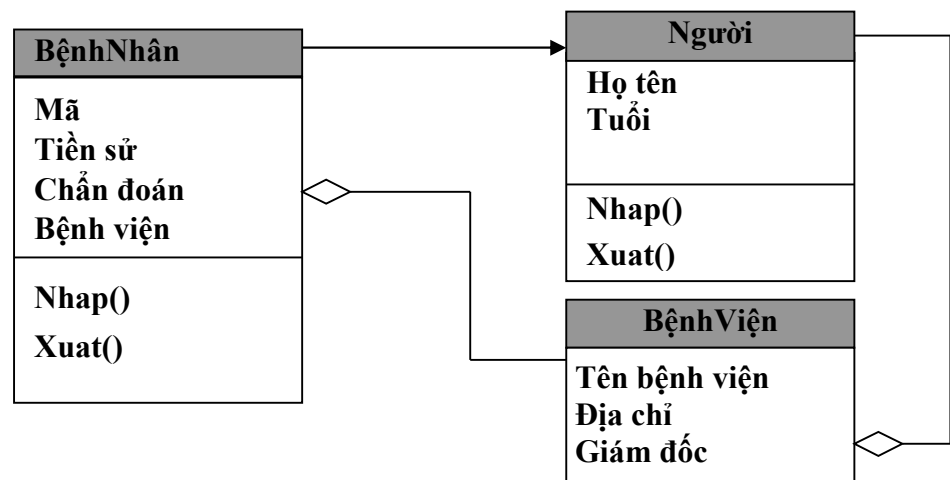 BệnhNhân
Mã
Tiền sử
Chẩn đoán
Bệnh viện
Nhap()
Xuat()
Người
Họ tên
Tuổi
Nhap()
Xuat()
BệnhViện
Tên bệnh viện
Địa chỉ
Giám đốc